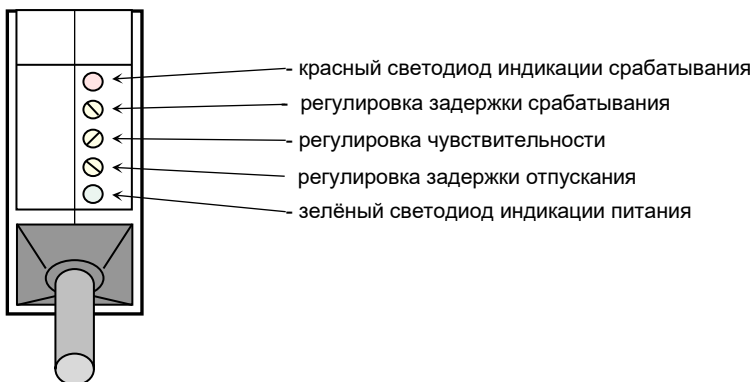 - красный светодиод индикации срабатывания
- регулировка задержки срабатывания
- регулировка чувствительности
регулировка задержки отпускания
- зелёный светодиод индикации питания